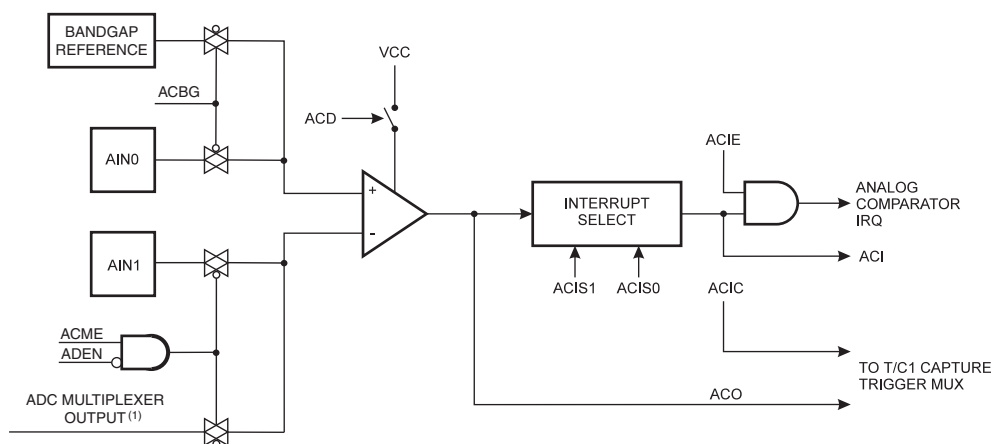 BANDGAP
REFERENCE
VCC
ACBG
ACD
ACIE
AIN0
+
INTERRUPT
SELECT
ANALOG
COMPARATOR
IRQ
-
AIN1
ACI
ACIS1
ACIS0
ACIC
ACME
ADEN
TO T/C1 CAPTURE
TRIGGER MUX
ADC MULTIPLEXER
OUTPUT (1)
ACO